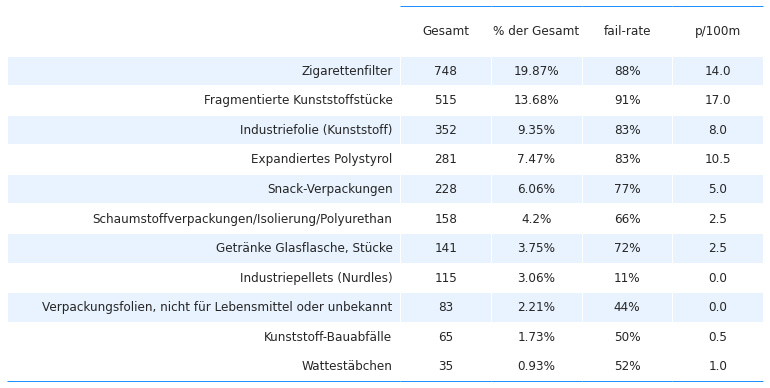 Gesamt % der Gesamt fail-rate p/100m
Zigarettenfilter 748 19.87% 88% 14.0
Fragmentierte Kunststoffstücke 515 13.68% 91% 17.0
Industriefolie (Kunststoff) 352 9.35% 83% 8.0
Expandiertes Polystyrol 281 7.47% 83% 10.5
Snack-Verpackungen 228 6.06% 77% 5.0
Schaumstoffverpackungen/Isolierung/Polyurethan 158 4.2% 66% 2.5
Getränke Glasflasche, Stücke 141 3.75% 72% 2.5
Industriepellets (Nurdles) 115 3.06% 11% 0.0
Verpackungsfolien, nicht für Lebensmittel oder unbekannt 83 2.21% 44% 0.0
Kunststoff-Bauabfälle 65 1.73% 50% 0.5
Wattestäbchen 35 0.93% 52% 1.0